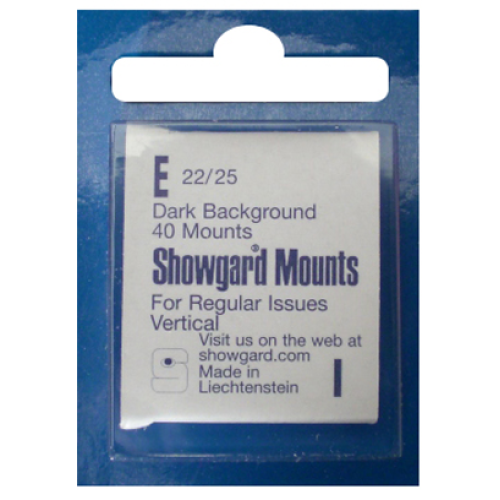 E 22/25
Dark Background
40 Mounts
Showgard® Mounts
For Regular Issues
Vertical
Visit us on the web at
showgard.com
Made in
Liechtenstein